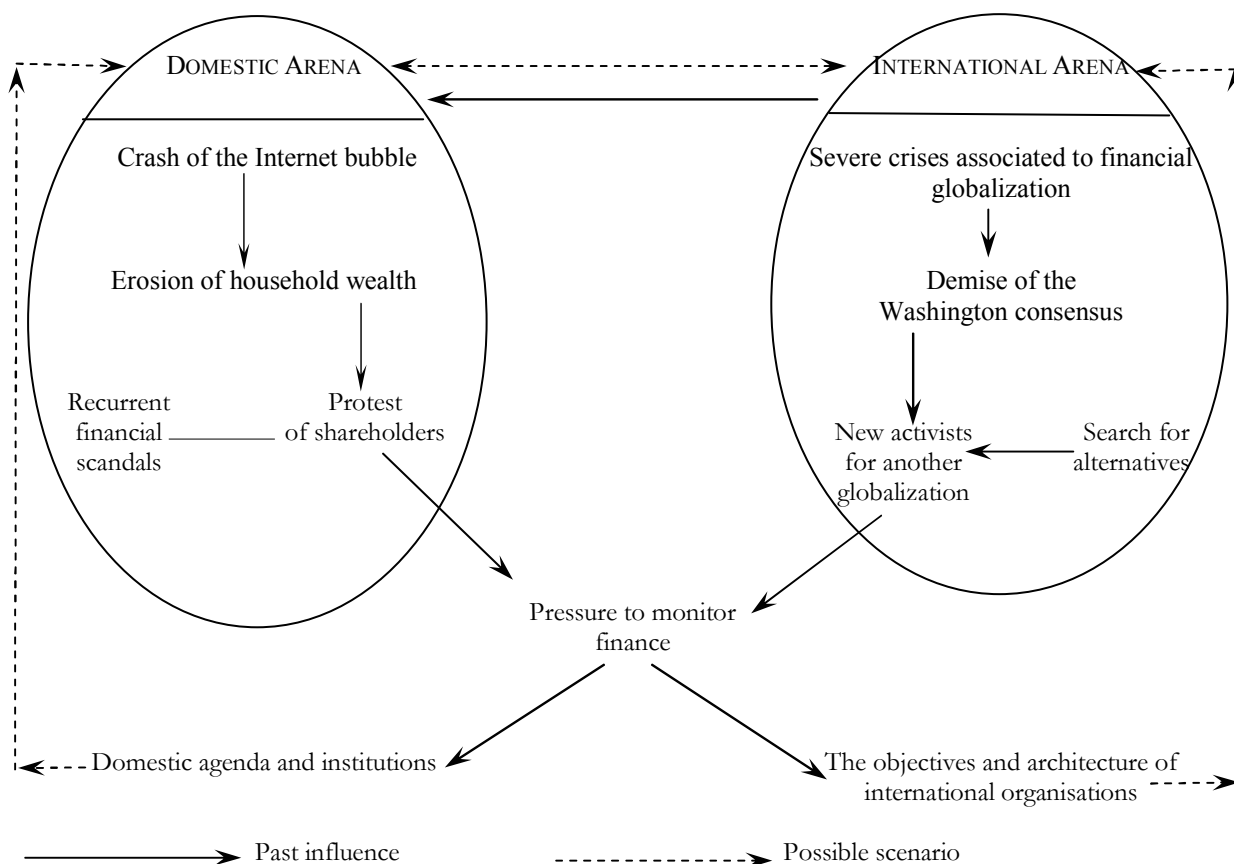 DOMESTIC ARENA
INTERNATIONAL ARENA
Crash of the Internet bubble
Erosion of household wealth
Recurrent
financial
scandals
Protest
of shareholders
Severe crises associated to financial
globalization
Demise of the
Washington consensus
New activists
for another
globalization
Search for
alternatives
Pressure to monitor
finance
Domestic agenda and institutions
The objectives and architecture of
international organisations
Past influence
Possible scenario